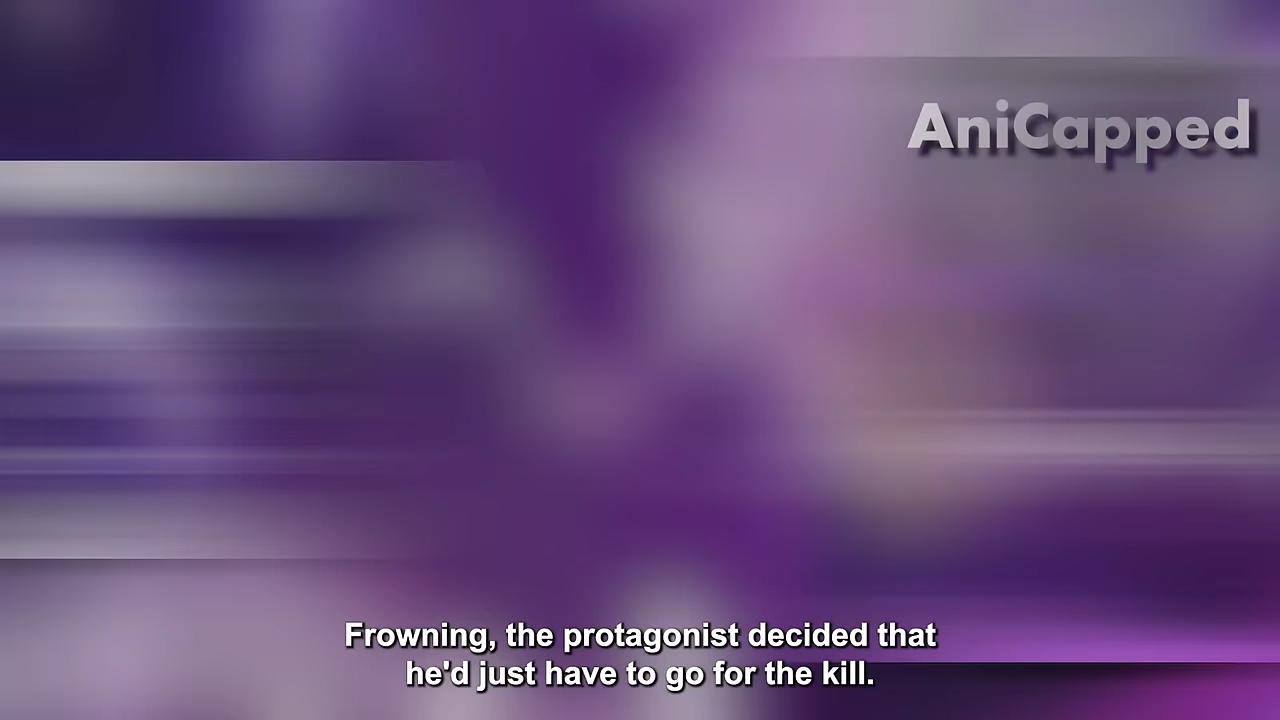 AniCapped
Frowning, the protagonist decided that
he'd just have to go for the kill.